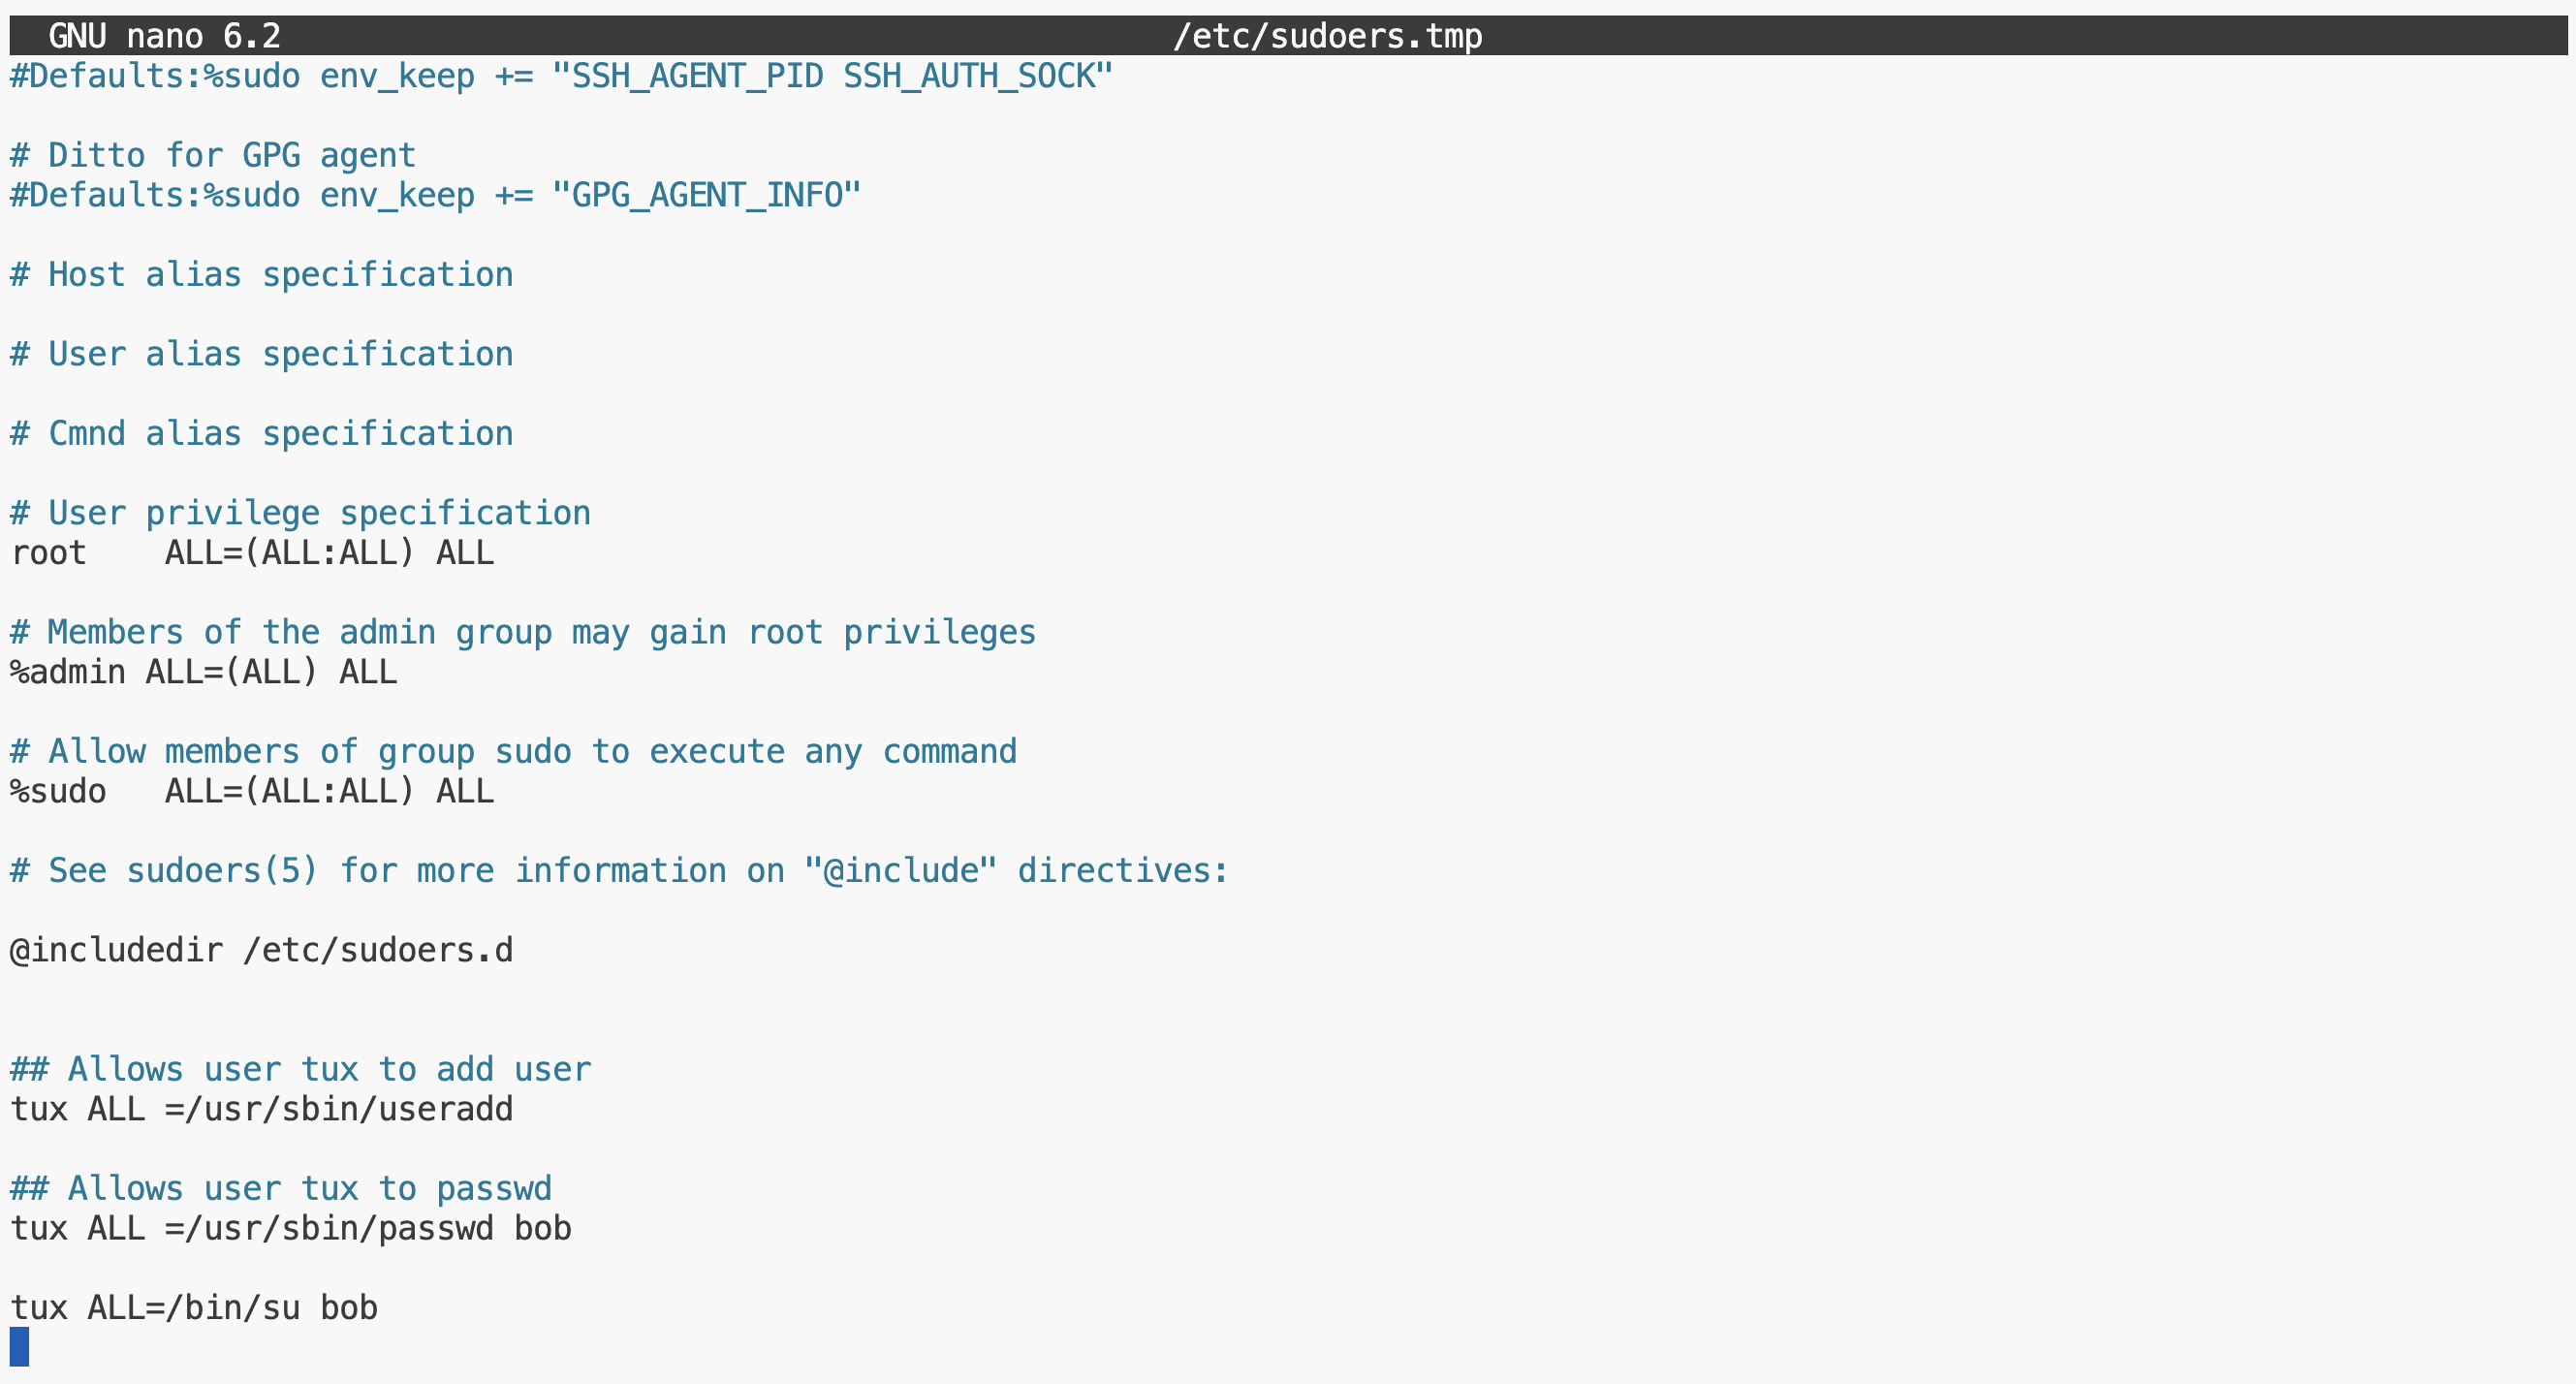 GNU nano 6.2 /etc/sudoers.tmp
#Defaults:%sudo env_keep += "SSH_AGENT_PID SSH_AUTH_SOCK"
# Ditto for GPG agent
#Defaults:%sudo env_keep += "GPG_AGENT_INFO"
# Host alias specification
# User alias specification
# Cmnd alias specification
# User privilege specification
root    ALL=(ALL:ALL) ALL
# Members of the admin group may gain root privileges
%admin ALL=(ALL) ALL
# Allow members of group sudo to execute any command
%sudo   ALL=(ALL:ALL) ALL
# See sudoers(5) for more information on "@include" directives:
@includedir /etc/sudoers.d
## Allows user tux to add user
tux ALL =/usr/sbin/useradd
## Allows user tux to passwd
tux ALL =/usr/sbin/passwd bob
tux ALL=/bin/su bob